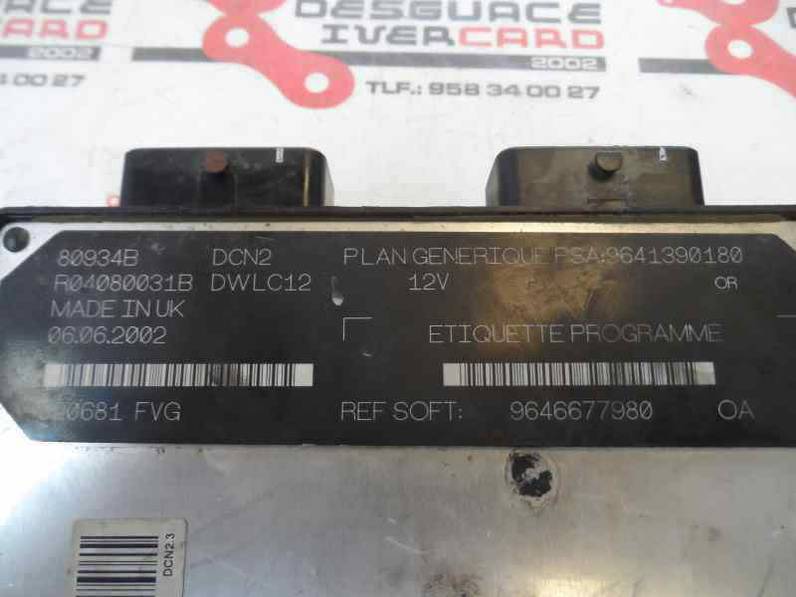 DESGUACE
IVERCARD
2002
TLF.: 958 34 00 27
80934B DCN2 PLAN GENERIQUE PSA:9641390180
R04080031B DWLC12 12V OR
MADE IN UK
06.06.2002 ETIQUETTE PROGRAMME
FVG REF SOFT: 9646677980 OA
DCN2.3